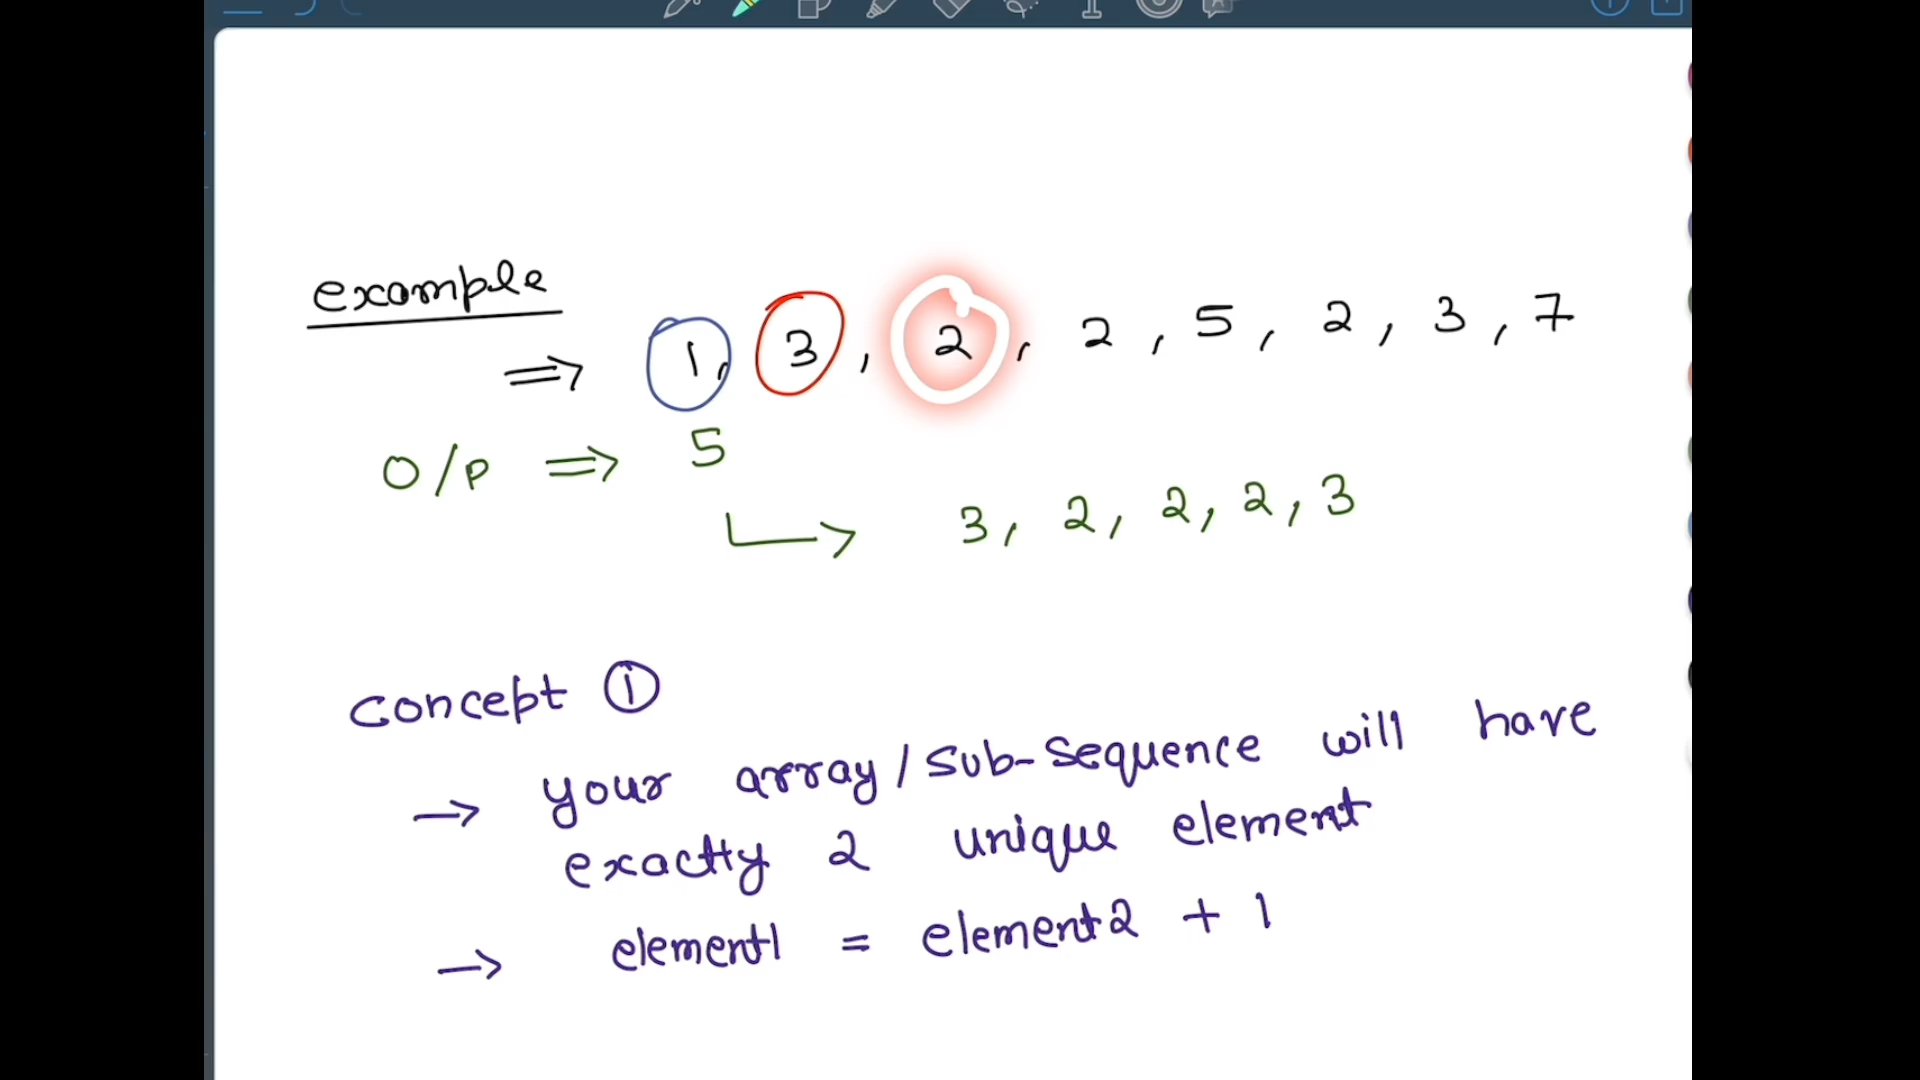 example
⇒ 1, 3, 2, 2, 5, 2, 3, 7
O/P ⇒ 5
↳ 3, 2, 2, 2, 3
concept ①
→ your array/sub-sequence will have
exactly 2 unique element
→ element1 = element2 + 1